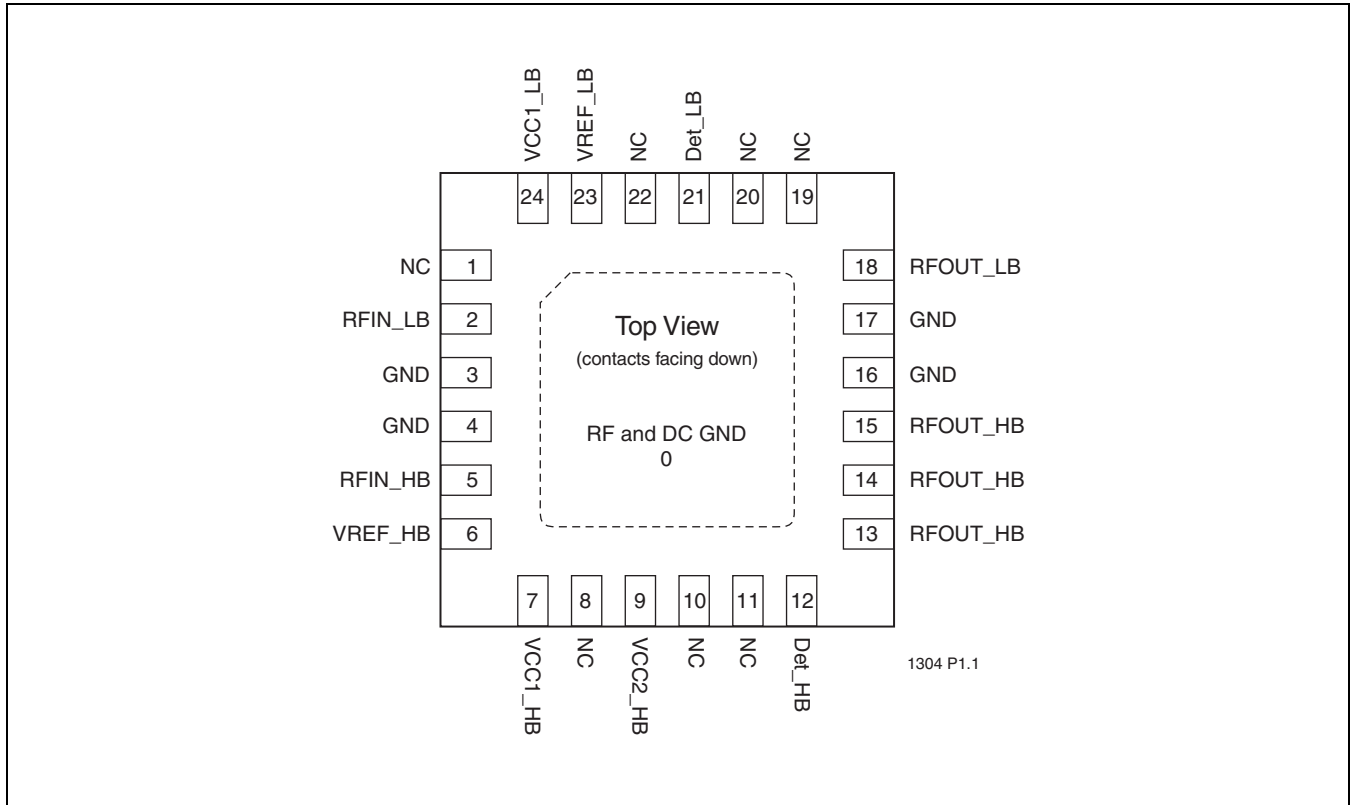 VCC1_LB
VREF_LB
NC
Det_LB
NC
NC
24
23
22
21
20
19
NC 1
RFIN_LB 2
GND 3
GND 4
RFIN_HB 5
VREF_HB 6
Top View
(contacts facing down)
RF and DC GND
0
18 RFOUT_LB
17 GND
16 GND
15 RFOUT_HB
14 RFOUT_HB
13 RFOUT_HB
7
8
9
10
11
12
VCC1_HB
NC
VCC2_HB
NC
NC
Det_HB
1304 P1.1